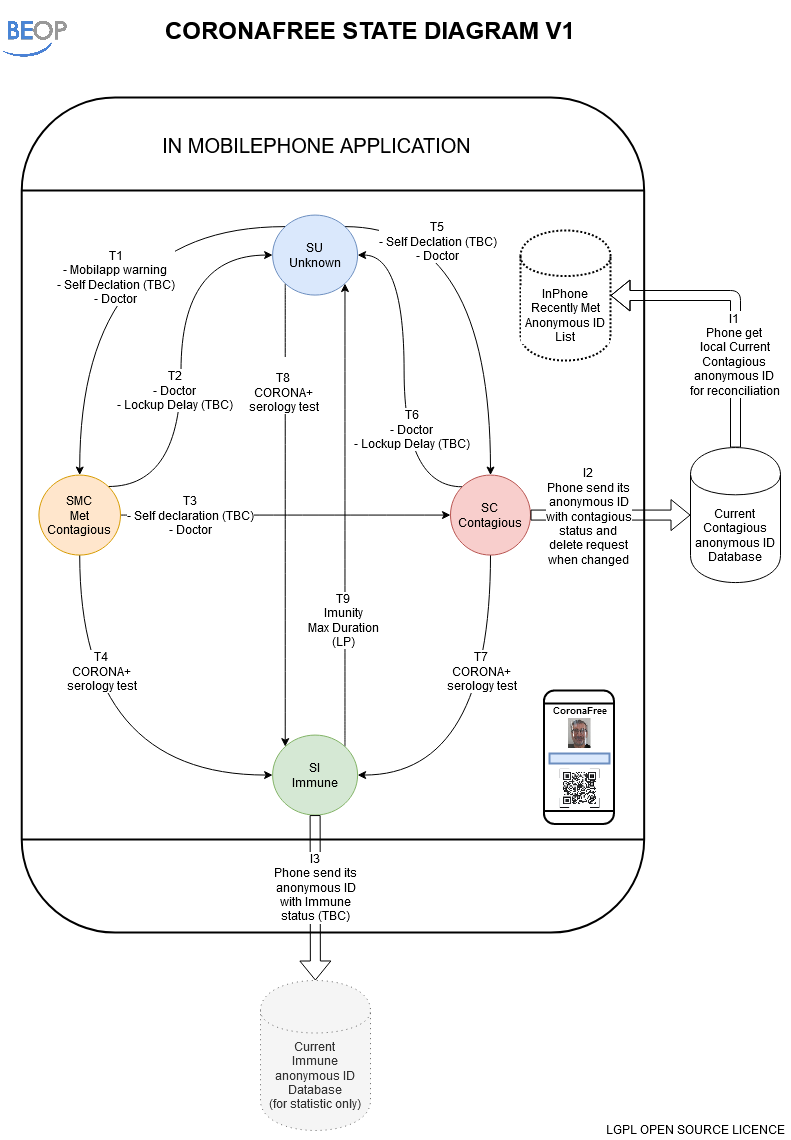 BEOP
CORONAFREE STATE DIAGRAM V1
IN MOBILEPHONE APPLICATION
SU
Unknown
T1
- Mobilapp warning
- Self Declation (TBC)
- Doctor
T5
- Self Declation (TBC)
- Doctor
InPhone
Recently Met
Anonymous ID
List
I1
Phone get
local Current
Contagious
anonymous ID
for reconciliation
T2
- Doctor
- Lockup Delay (TBC)
T8
CORONA+
serology test
T6
- Doctor
- Lockup Delay (TBC)
SMC
Met
Contagious
T3
- Self declaration (TBC)
- Doctor
SC
Contagious
I2
Phone send its
anonymous ID
with contagious
status and
delete request
when changed
Current
Contagious
anonymous ID
Database
T9
Imunity
Max Duration
(LP)
T4
CORONA+
serology test
T7
CORONA+
serology test
CoronaFree
SI
Immune
I3
Phone send its
anonymous ID
with Immune
status (TBC)
Current
Immune
anonymous ID
Database
(for statistic only)
LGPL OPEN SOURCE LICENCE